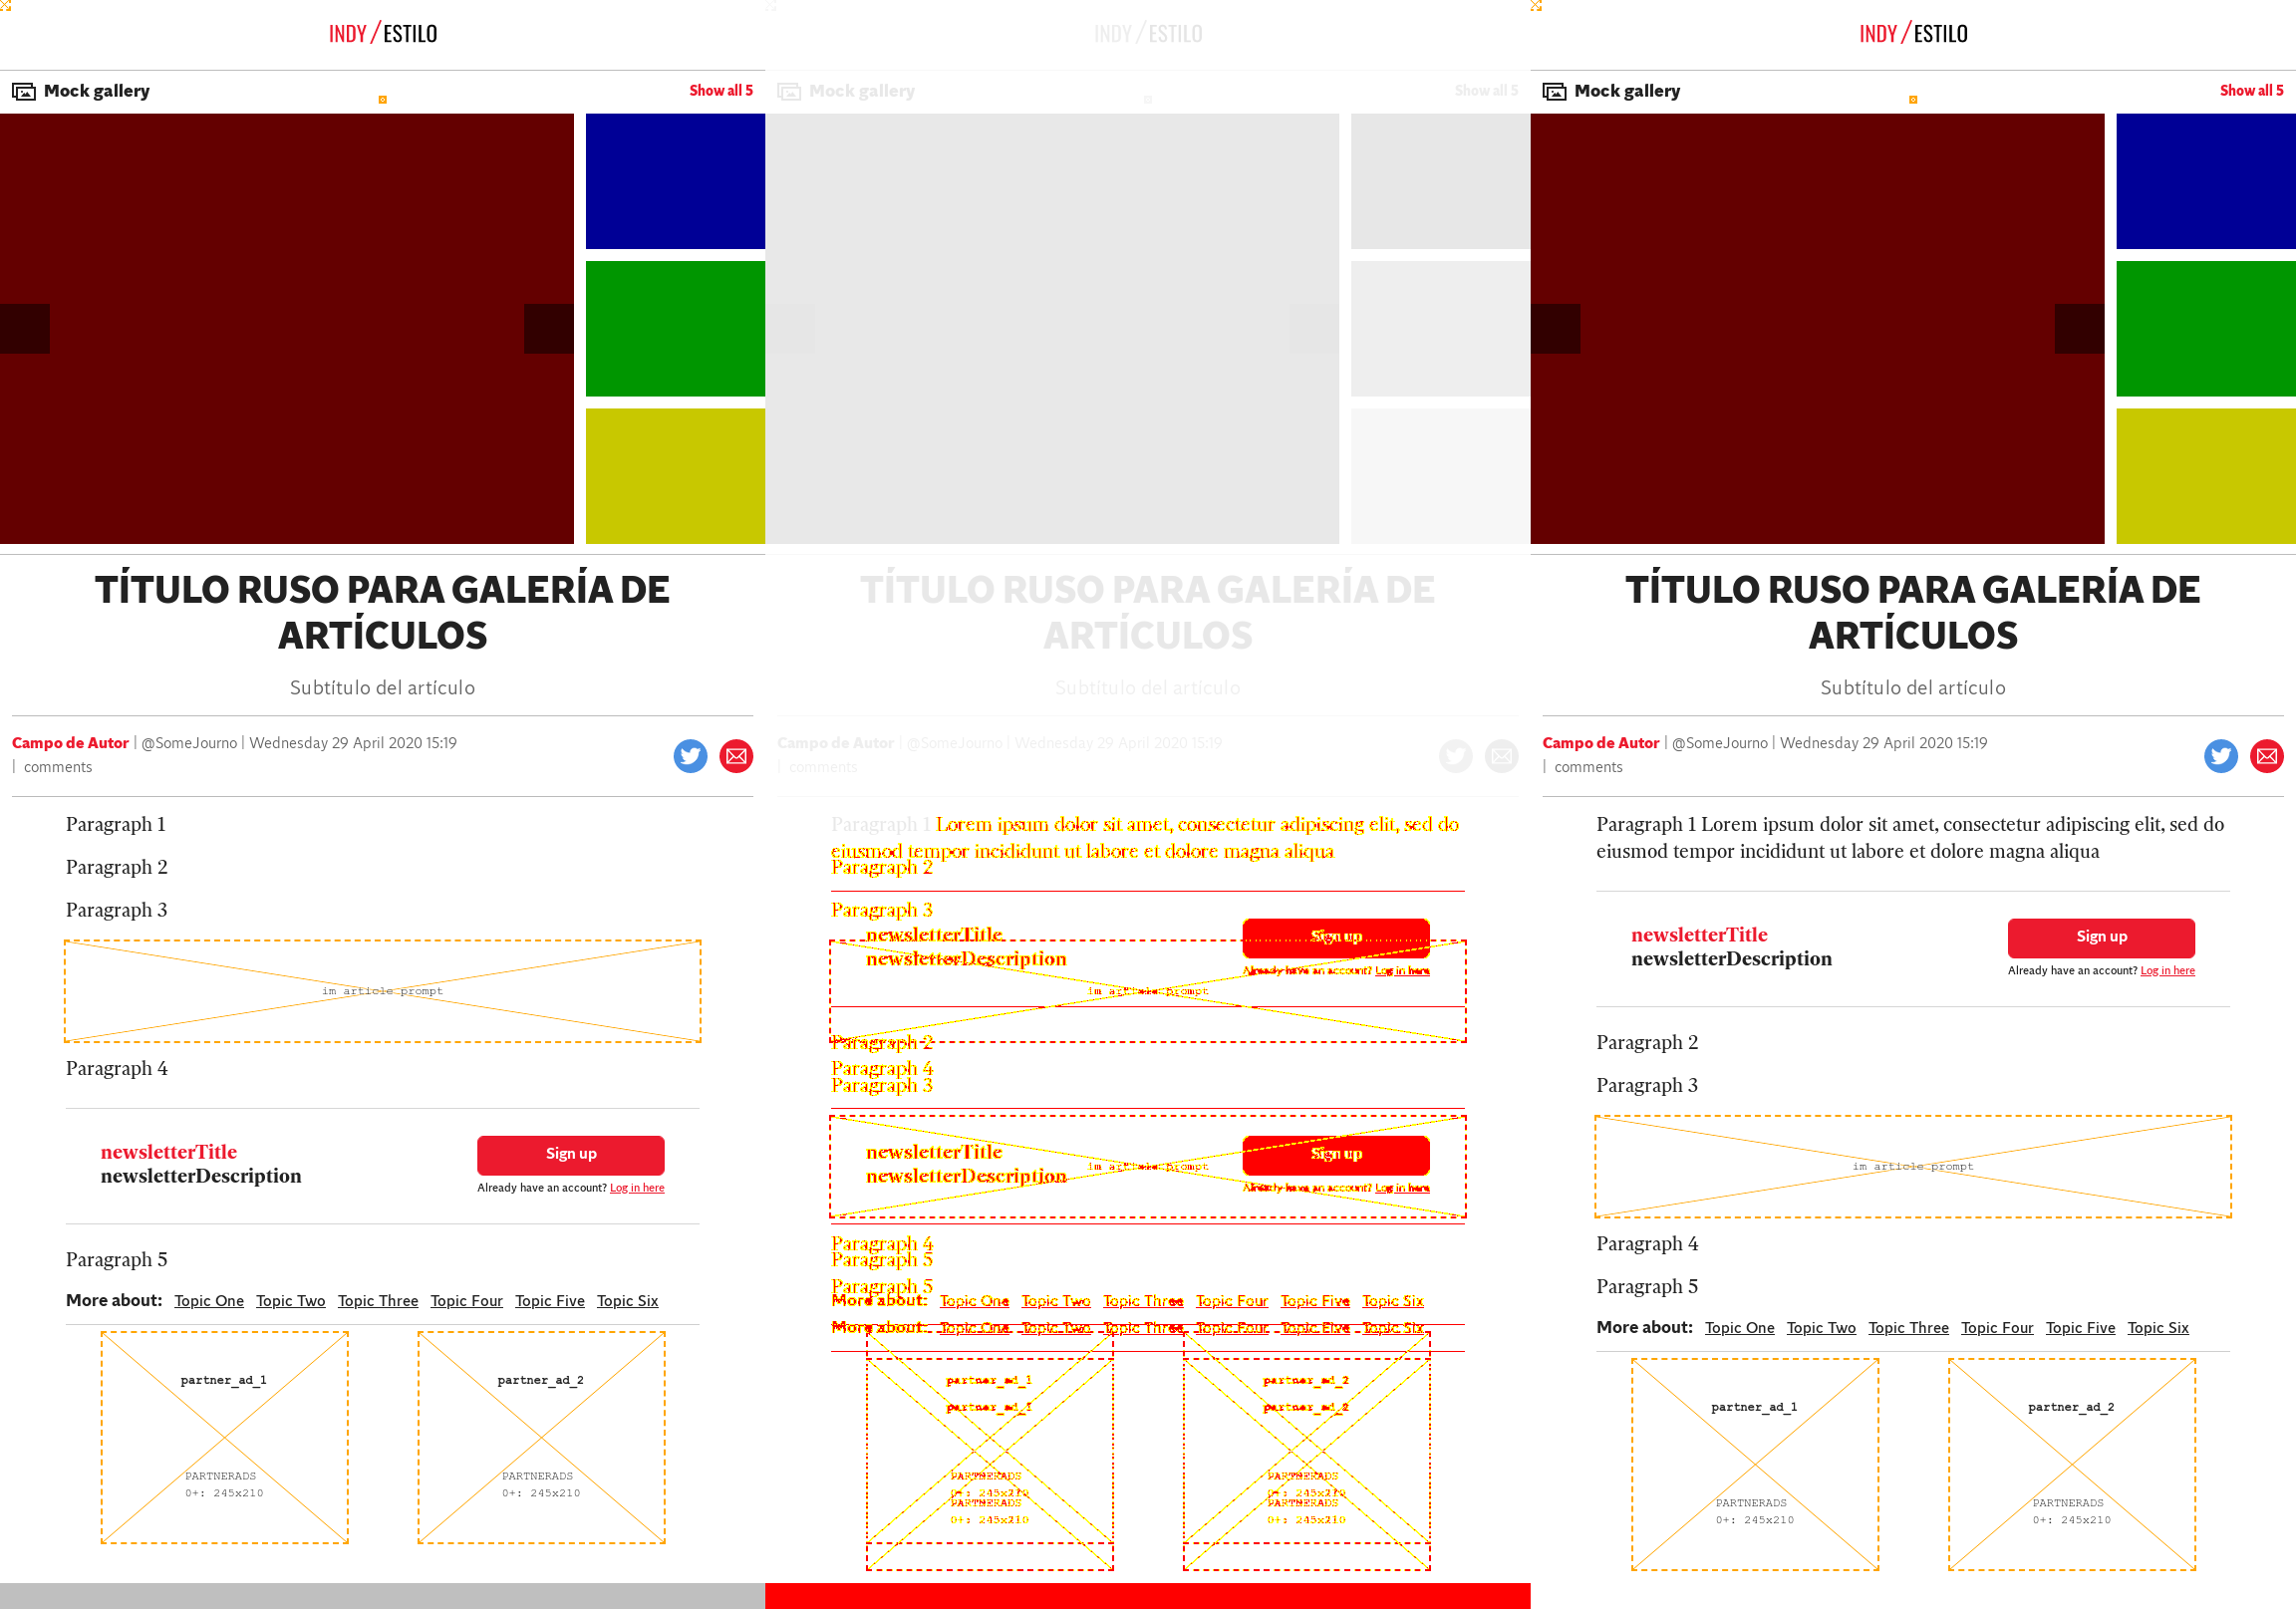 INDY/ESTILO
Mock gallery
Show all 5
TÍTULO RUSO PARA GALERÍA DE
ARTÍCULOS
Subtítulo del artículo
Campo de Autor | @SomeJourno | Wednesday 29 April 2020 15:19
| comments
Paragraph 1
Paragraph 2
Paragraph 3
im article prompt
Paragraph 4
newsletterTitle
newsletterDescription
Sign up
Already have an account? Log in here
Paragraph 5
More about: Topic One Topic Two Topic Three Topic Four Topic Five Topic Six
partner_ad_1
PARTNERADS
0+: 245x210
partner_ad_2
PARTNERADS
0+: 245x210
INDY/ESTILO
Mock gallery
Show all 5
TÍTULO RUSO PARA GALERÍA DE
ARTÍCULOS
Subtítulo del artículo
Campo de Autor | @SomeJourno | Wednesday 29 April 2020 15:19
| comments
Paragraph 1 Lorem ipsum dolor sit amet, consectetur adipiscing elit, sed do
eiusmod tempor incididunt ut labore et dolore magna aliqua
Paragraph 2
Paragraph 3
newsletterTitle
newsletterDescription
Sign up
Already have an account? Log in here
im article prompt
Paragraph 2
Paragraph 4
Paragraph 3
newsletterTitle
newsletterDescription
im article prompt
Sign up
Already have an account? Log in here
Paragraph 4
Paragraph 5
Paragraph 5
More about: Topic One Topic Two Topic Three Topic Four Topic Five Topic Six
More about: Topic One Topic Two Topic Three Topic Four Topic Five Topic Six
partner_ad_1
partner_ad_1
PARTNERADS
0+: 245x210
PARTNERADS
0+: 245x210
partner_ad_2
partner_ad_2
PARTNERADS
0+: 245x210
PARTNERADS
0+: 245x210
INDY/ESTILO
Mock gallery
Show all 5
TÍTULO RUSO PARA GALERÍA DE
ARTÍCULOS
Subtítulo del artículo
Campo de Autor | @SomeJourno | Wednesday 29 April 2020 15:19
| comments
Paragraph 1 Lorem ipsum dolor sit amet, consectetur adipiscing elit, sed do
eiusmod tempor incididunt ut labore et dolore magna aliqua
newsletterTitle
newsletterDescription
Sign up
Already have an account? Log in here
Paragraph 2
Paragraph 3
im article prompt
Paragraph 4
Paragraph 5
More about: Topic One Topic Two Topic Three Topic Four Topic Five Topic Six
partner_ad_1
PARTNERADS
0+: 245x210
partner_ad_2
PARTNERADS
0+: 245x210